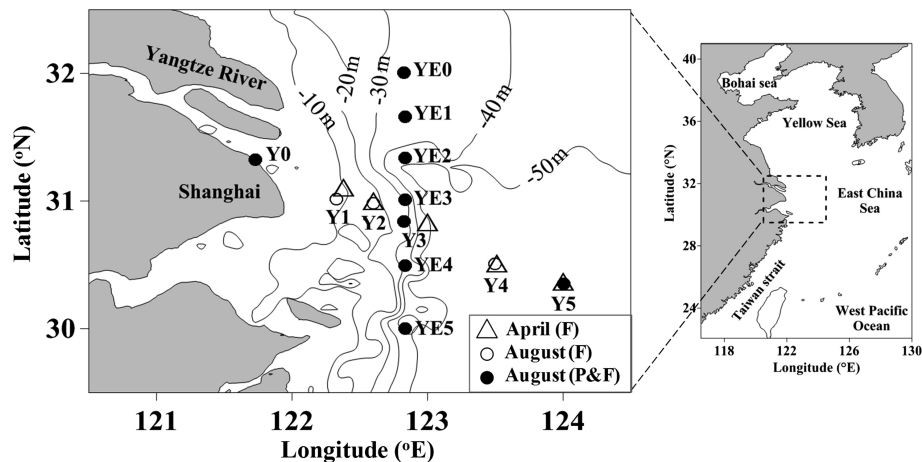 32
31
30
Latitude (°N)
121
122
123
124
Longitude (°E)
Yangtze River
Shanghai
-10m
-20m
-30m
-40m
-50m
YE0
YE1
Y0
YE2
YE3
Y1
Y2
Y3
YE4
Y4
Y5
YE5
April (F)
August (F)
August (P&F)
40
36
32
28
24
Latitude (°N)
Bohai sea
Yellow Sea
East China
Sea
Taiwan strait
West Pacific
Ocean
118
122
126
130
Longitude (°E)